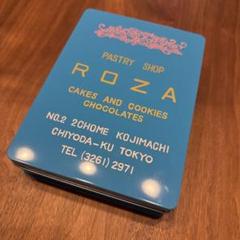 PASTRY SHOP
ROZA
CAKES AND COOKIES
CHOCOLATES
NO.2 2CHOME KOJIMACHI
CHIYODA-KU TOKYO
TEL (3261) 2971